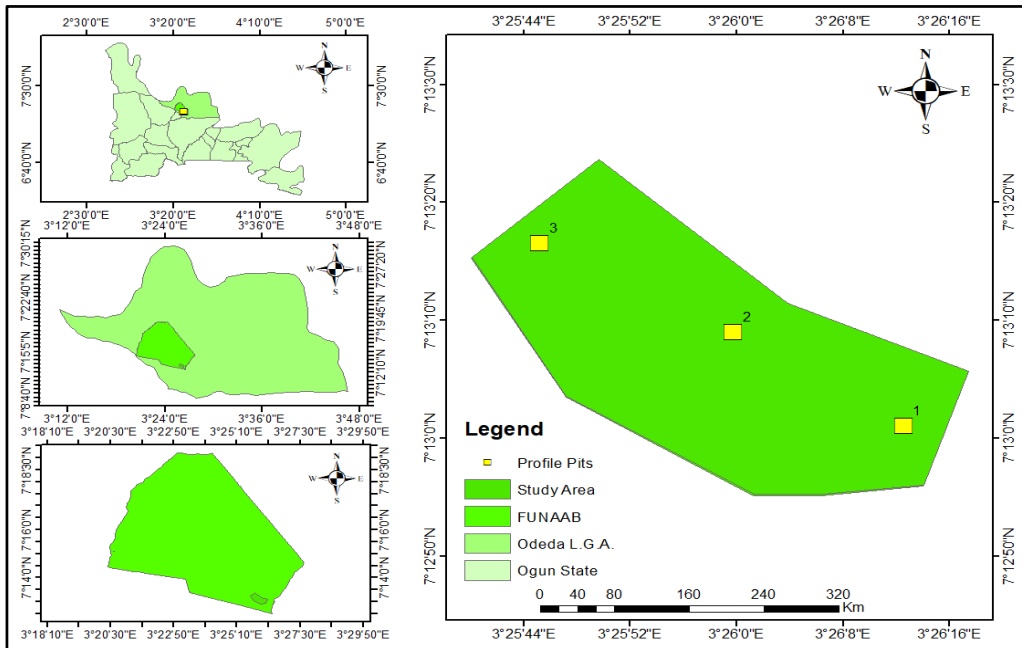 2°30'0"E 3°20'0"E 4°10'0"E 5°0'0"E
7°30'0"N 7°30'0"N
6°40'0"N 6°40'0"N
N
W E
S
2°30'0"E 3°20'0"E 4°10'0"E 5°0'0"E
3°12'0"E 3°24'0"E 3°36'0"E 3°48'0"E
7°30'15"N 7°27'20"N
7°22'40"N 7°19'45"N
7°15'5"N 7°12'10"N
7°8'40"N
N
W E
S
3°12'0"E 3°24'0"E 3°36'0"E 3°48'0"E
3°18'10"E 3°20'30"E 3°22'50"E 3°25'10"E 3°27'30"E 3°29'50"E
7°18'30"N 7°18'30"N
7°16'0"N 7°16'0"N
7°14'0"N 7°14'0"N
N
W E
S
3°18'10"E 3°20'30"E 3°22'50"E 3°25'10"E 3°27'30"E 3°29'50"E
3°25'44"E 3°25'52"E 3°26'0"E 3°26'8"E 3°26'16"E
7°13'30"N 7°13'30"N
7°13'20"N 7°13'20"N
7°13'10"N 7°13'10"N
7°13'0"N 7°13'0"N
7°12'50"N 7°12'50"N
N
W E
S
3
2
1
Legend
Profile Pits
Study Area
FUNAAB
Odeda L.G.A.
Ogun State
0 40 80 160 240 320
Km
3°25'44"E 3°25'52"E 3°26'0"E 3°26'8"E 3°26'16"E